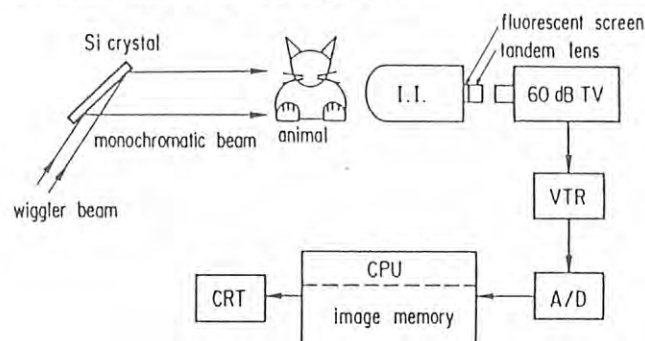 fluorescent screen
Si crystal
tandem lens
I.I.
60 dB TV
animal
monochromatic beam
wiggler beam
VTR
CPU
CRT
A/D
image memory